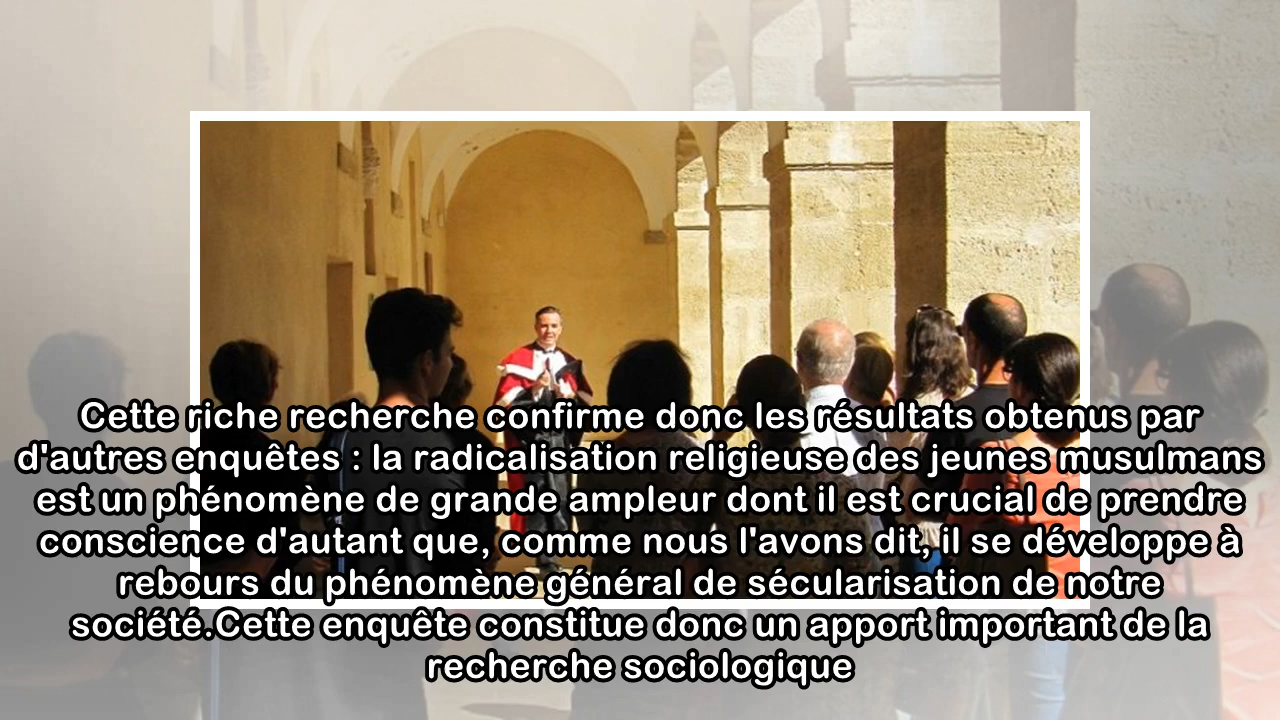 Cette riche recherche confirme donc les résultats obtenus par
d'autres enquêtes : la radicalisation religieuse des jeunes musulmans
est un phénomène de grande ampleur dont il est crucial de prendre
conscience d'autant que, comme nous l'avons dit, il se développe à
rebours du phénomène général de sécularisation de notre
société.Cette enquête constitue donc un apport important de la
recherche sociologique